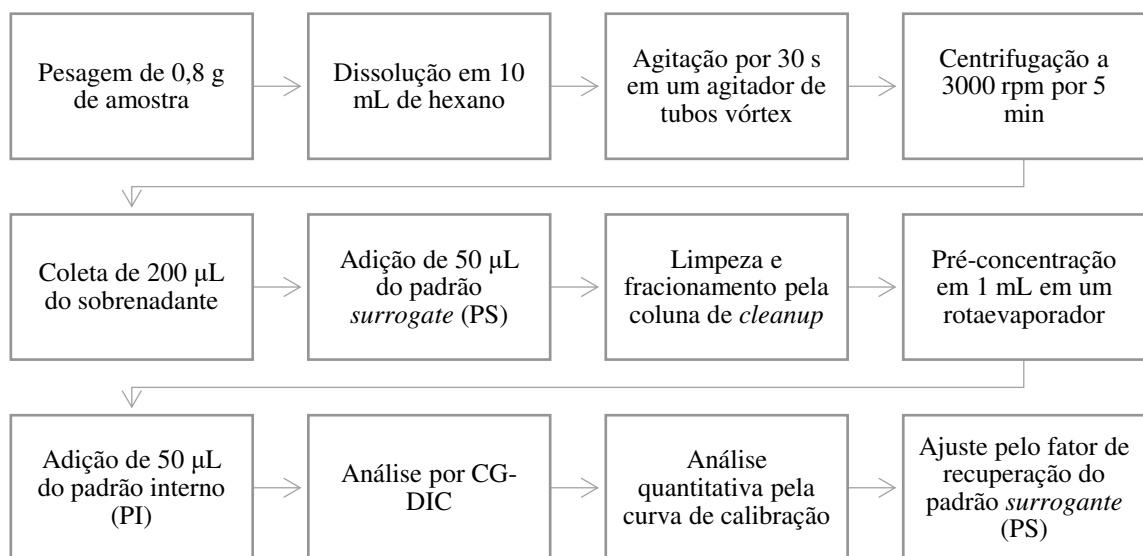 Pesagem de 0,8 g
de amostra
Dissolução em 10
mL de hexano
Agitação por 30 s
em um agitador de
tubos vórtex
Centrifugação a
3000 rpm por 5
min
Coleta de 200 μL
do sobrenadante
Adição de 50 μL
do padrão
surrogate (PS)
Limpeza e
fracionamento pela
coluna de cleanup
Pré-concentração
em 1 mL em um
rotaevaporador
Adição de 50 μL
do padrão interno
(PI)
Análise por CG-
DIC
Análise
quantitativa pela
curva de calibração
Ajuste pelo fator de
recuperação do
padrão surrogante
(PS)